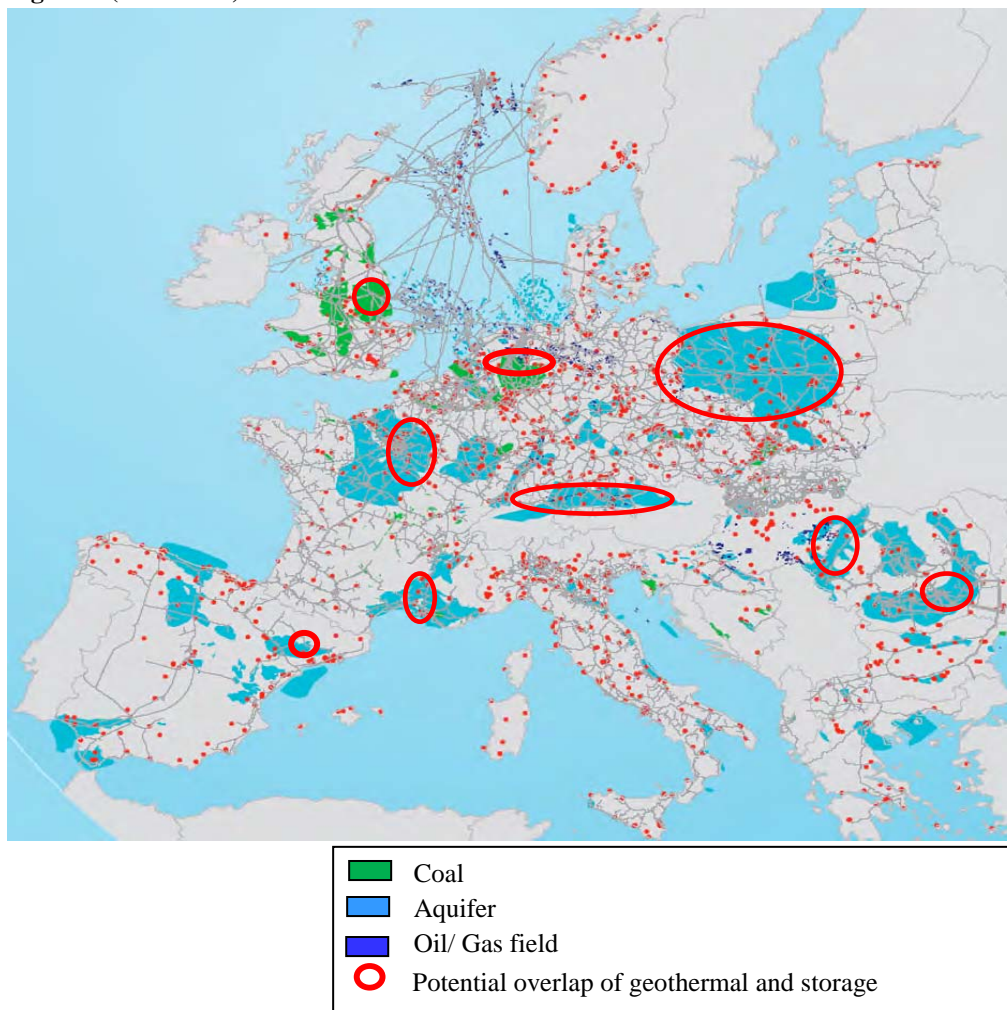 Coal
Aquifer
Oil/ Gas field
Potential overlap of geothermal and storage